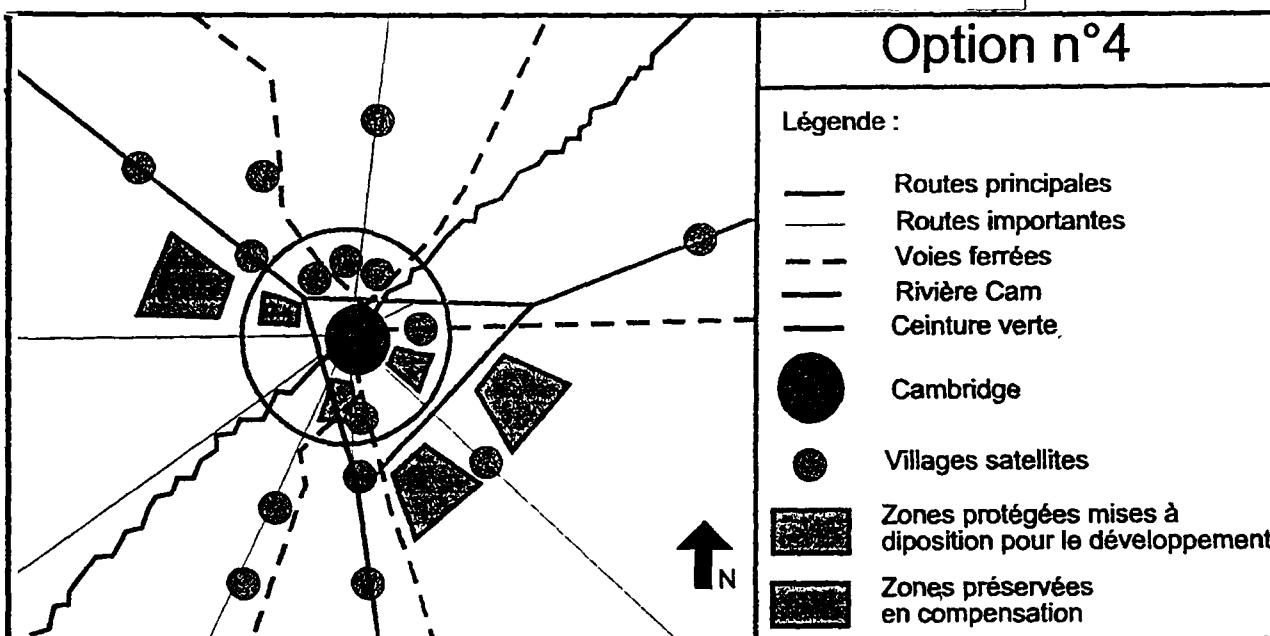 Option n°4
Légende :
Routes principales
Routes importantes
Voies ferrées
Rivière Cam
Ceinture verte
Cambridge
Villages satellites
Zones protégées mises à
diposition pour le développement
Zones préservées
en compensation
N